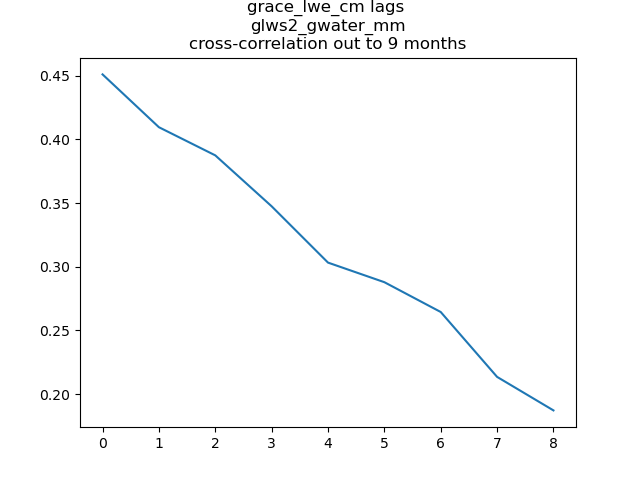 grace_lwe_cm lags
glws2_gwater_mm
cross-correlation out to 9 months
0.45
0.40
0.35
0.30
0.25
0.20
0 1 2 3 4 5 6 7 8